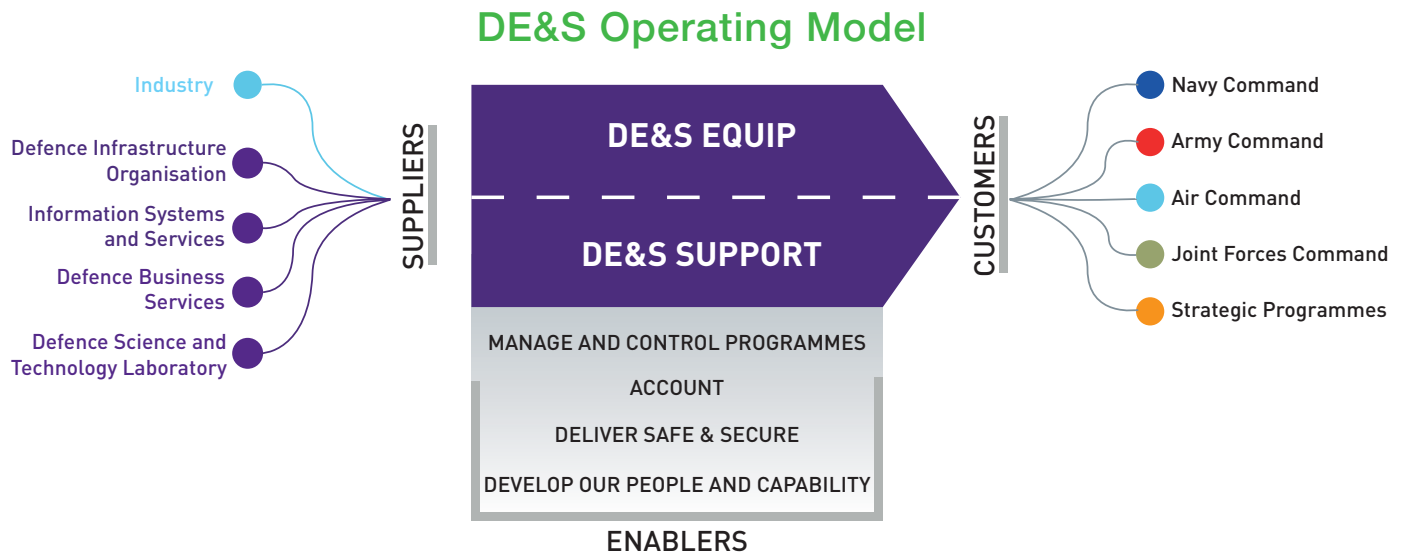 DE&S Operating Model
Industry
Defence Infrastructure
Organisation
Information Systems
and Services
Defence Business
Services
Defence Science and
Technology Laboratory
SUPPLIERS
DE&S EQUIP
DE&S SUPPORT
MANAGE AND CONTROL PROGRAMMES
ACCOUNT
DELIVER SAFE & SECURE
DEVELOP OUR PEOPLE AND CAPABILITY
ENABLERS
CUSTOMERS
Navy Command
Army Command
Air Command
Joint Forces Command
Strategic Programmes